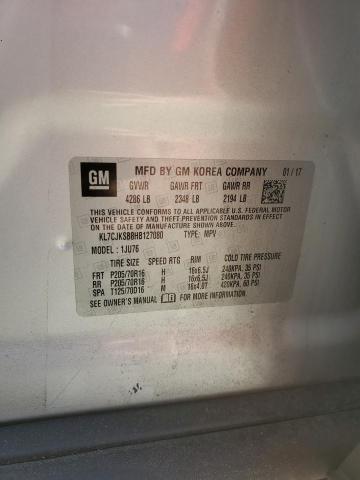 GM
MFD BY GM KOREA COMPANY 01/17
GVWR GAWR FRT GAWR RR
4286 LB 2348 LB 2194 LB
THIS VEHICLE CONFORMS TO ALL APPLICABLE U.S. FEDERAL MOTOR
VEHICLE SAFETY AND THEFT PREVENTION STANDARDS IN EFFECT ON
THE DATE OF MANUFACTURE SHOWN ABOVE.
KL7CJKSB8HB127080 TYPE: MPV
MODEL : 1JU76
TIRE SIZE SPEED RTG RIM COLD TIRE PRESSURE
FRT P205/70R16 H 16x6.5J 240KPA, 35 PSI
RR P205/70R16 H 16x6.5J 240KPA, 35 PSI
SPA T125/70D16 M 16x4.0T 420KPA, 60 PSI
SEE OWNER'S MANUAL FOR MORE INFORMATION.